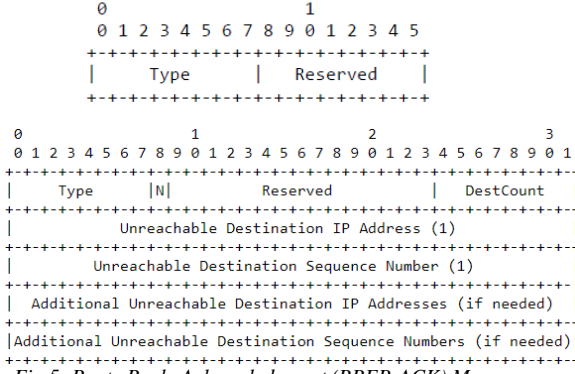 0                   1
0 1 2 3 4 5 6 7 8 9 0 1 2 3 4 5
+-+-+-+-+-+-+-+-+-+-+-+-+-+-+-+-+
|     Type      |   Reserved    |
+-+-+-+-+-+-+-+-+-+-+-+-+-+-+-+-+
0                   1                   2                   3
0 1 2 3 4 5 6 7 8 9 0 1 2 3 4 5 6 7 8 9 0 1 2 3 4 5 6 7 8 9 0 1
+-+-+-+-+-+-+-+-+-+-+-+-+-+-+-+-+-+-+-+-+-+-+-+-+-+-+-+-+-+-+-+-
|     Type      |N|          Reserved           |   DestCount
+-+-+-+-+-+-+-+-+-+-+-+-+-+-+-+-+-+-+-+-+-+-+-+-+-+-+-+-+-+-+-+-
|            Unreachable Destination IP Address (1)
+-+-+-+-+-+-+-+-+-+-+-+-+-+-+-+-+-+-+-+-+-+-+-+-+-+-+-+-+-+-+-+-
|         Unreachable Destination Sequence Number (1)
+-+-+-+-+-+-+-+-+-+-+-+-+-+-+-+-+-+-+-+-+-+-+-+-+-+-+-+-+-+-+-+-
|  Additional Unreachable Destination IP Addresses (if needed)
+-+-+-+-+-+-+-+-+-+-+-+-+-+-+-+-+-+-+-+-+-+-+-+-+-+-+-+-+-+-+-+-
|Additional Unreachable Destination Sequence Numbers (if needed)
+-+-+-+-+-+-+-+-+-+-+-+-+-+-+-+-+-+-+-+-+-+-+-+-+-+-+-+-+-+-+-+-